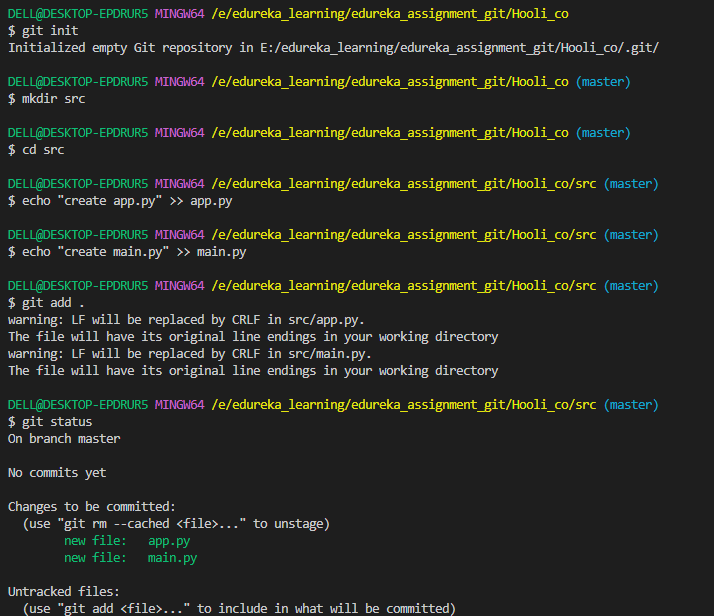 DELL@DESKTOP-EPDRUR5 MINGW64 /e/edureka_learning/edureka_assignment_git/Hooli_co
$ git init
Initialized empty Git repository in E:/edureka_learning/edureka_assignment_git/Hooli_co/.git/
DELL@DESKTOP-EPDRUR5 MINGW64 /e/edureka_learning/edureka_assignment_git/Hooli_co (master)
$ mkdir src
DELL@DESKTOP-EPDRUR5 MINGW64 /e/edureka_learning/edureka_assignment_git/Hooli_co (master)
$ cd src
DELL@DESKTOP-EPDRUR5 MINGW64 /e/edureka_learning/edureka_assignment_git/Hooli_co/src (master)
$ echo "create app.py" >> app.py
DELL@DESKTOP-EPDRUR5 MINGW64 /e/edureka_learning/edureka_assignment_git/Hooli_co/src (master)
$ echo "create main.py" >> main.py
DELL@DESKTOP-EPDRUR5 MINGW64 /e/edureka_learning/edureka_assignment_git/Hooli_co/src (master)
$ git add .
warning: LF will be replaced by CRLF in src/app.py.
The file will have its original line endings in your working directory
warning: LF will be replaced by CRLF in src/main.py.
The file will have its original line endings in your working directory
DELL@DESKTOP-EPDRUR5 MINGW64 /e/edureka_learning/edureka_assignment_git/Hooli_co/src (master)
$ git status
On branch master
No commits yet
Changes to be committed:
  (use "git rm --cached <file>..." to unstage)
        new file:   app.py
        new file:   main.py
Untracked files:
  (use "git add <file>..." to include in what will be committed)